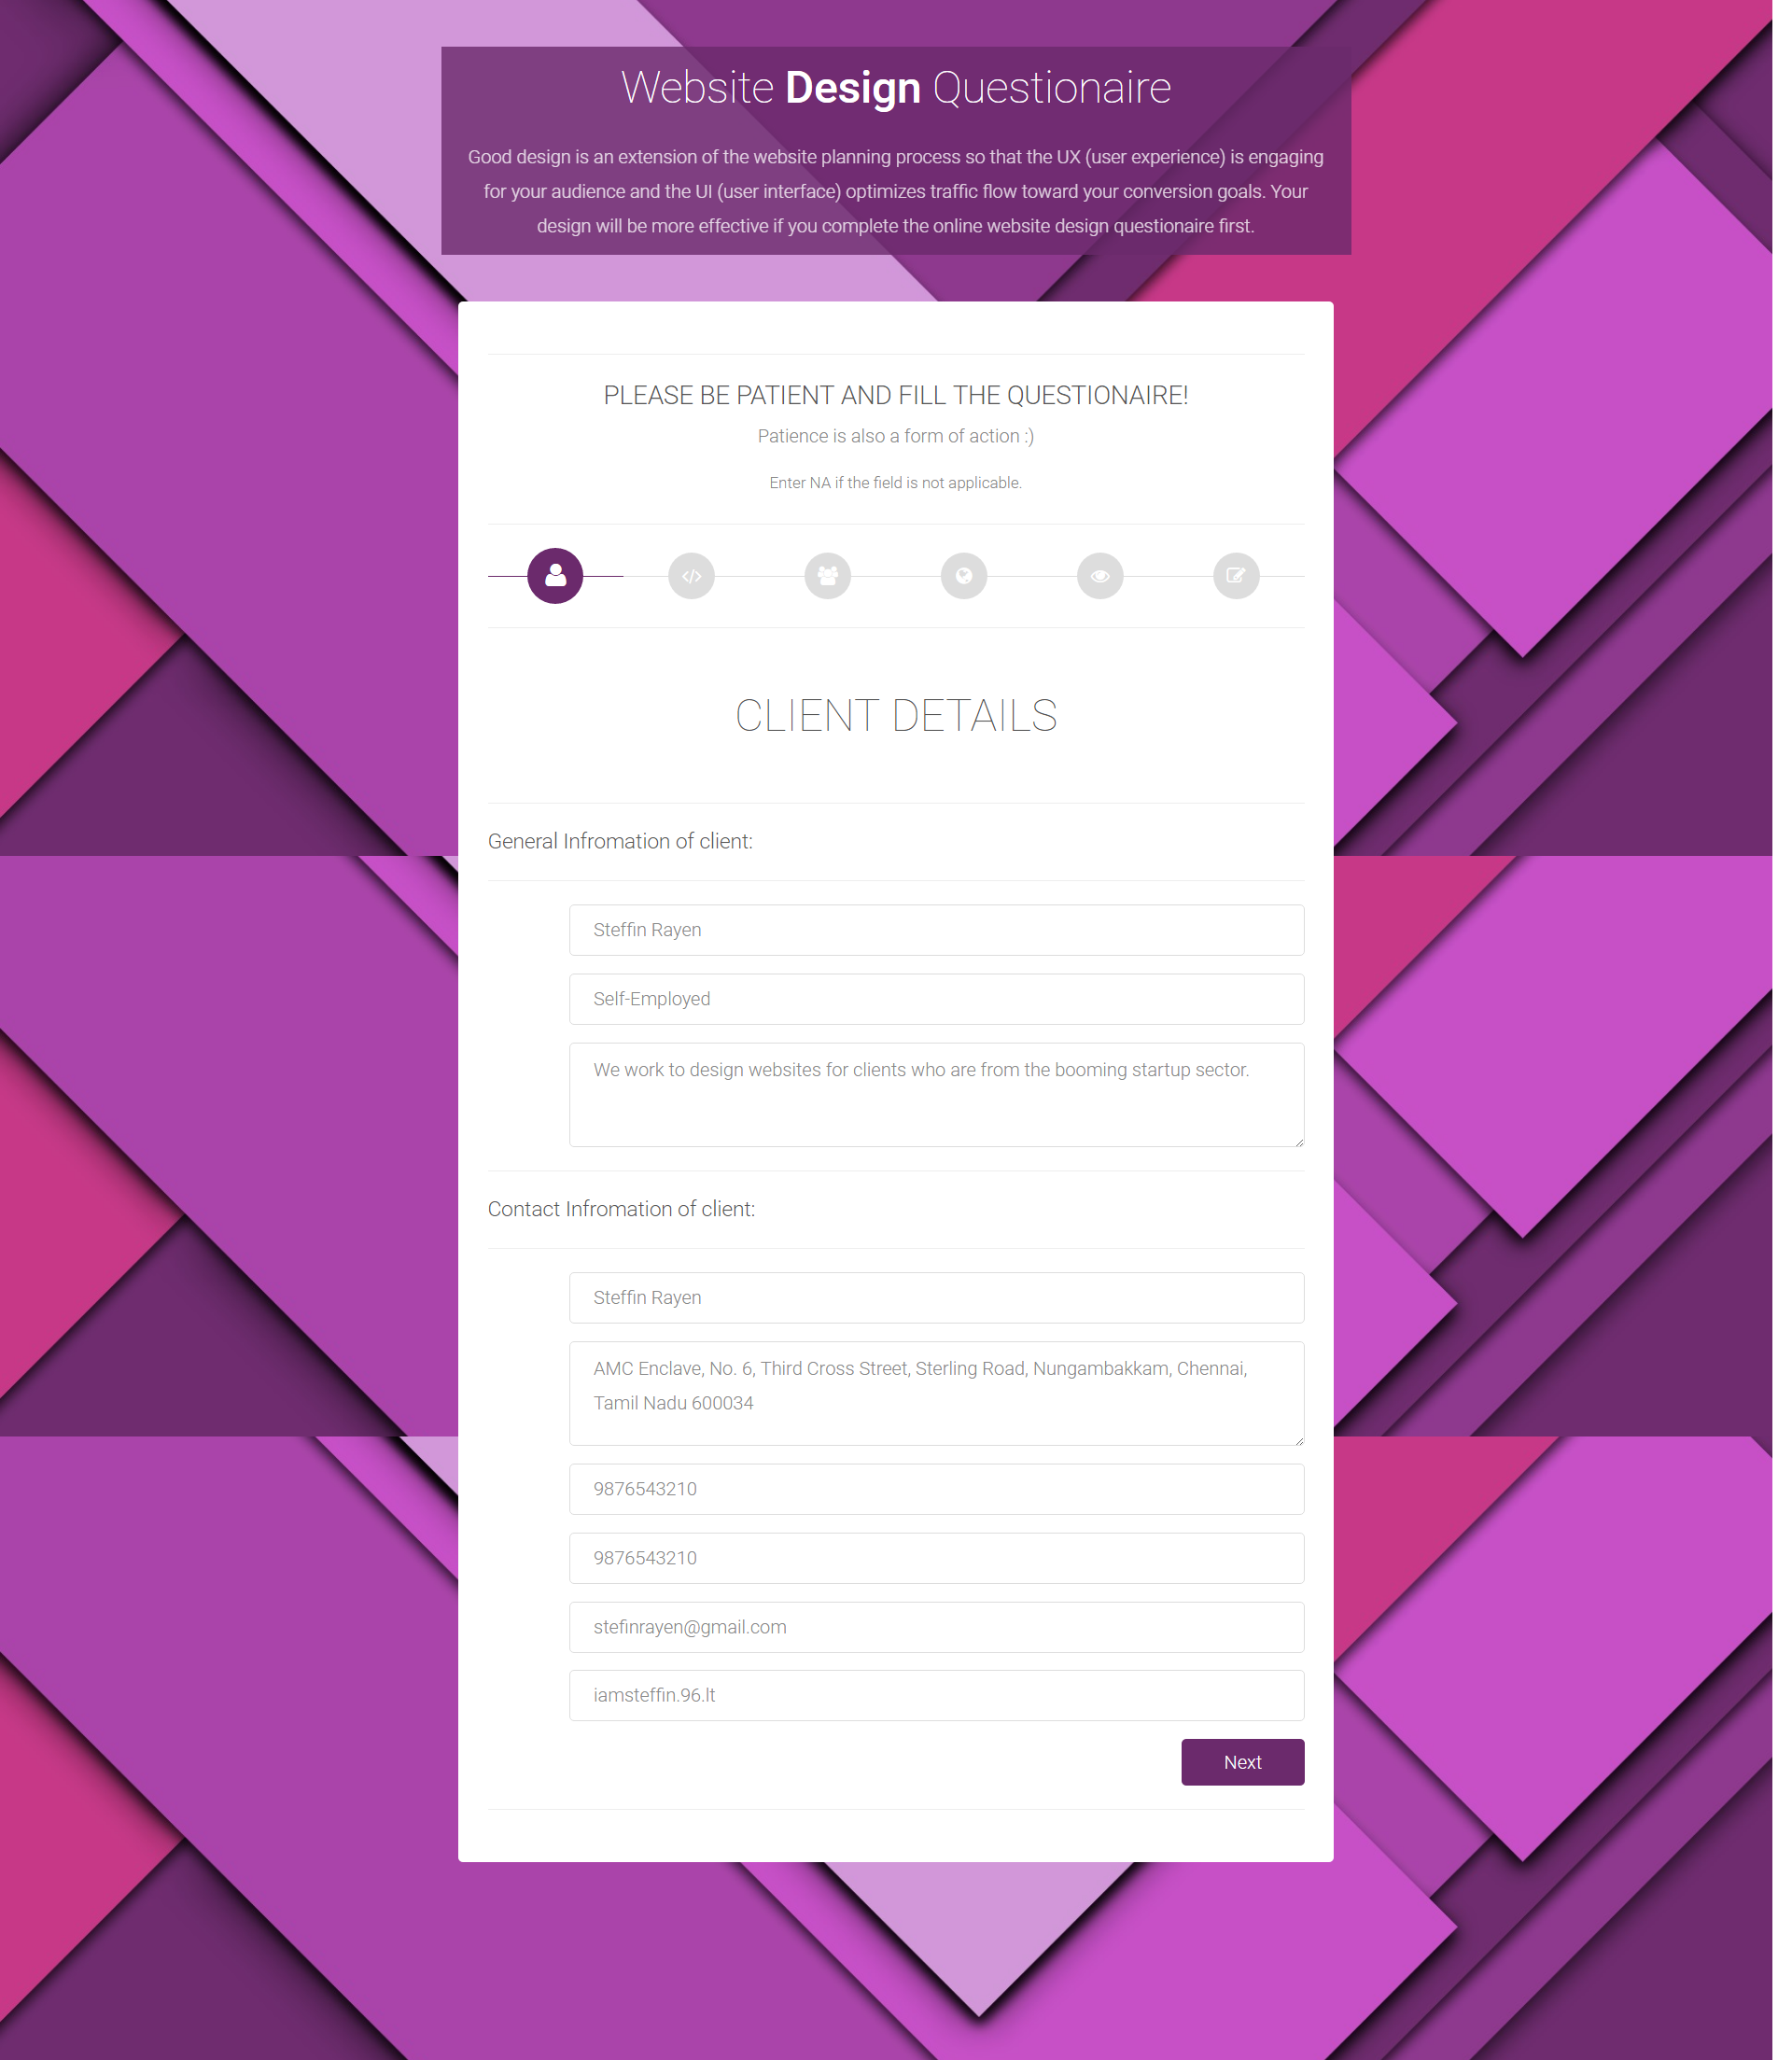 Website Design Questionaire
Good design is an extension of the website planning process so that the UX (user experience) is engaging
for your audience and the UI (user interface) optimizes traffic flow toward your conversion goals. Your
design will be more effective if you complete the online website design questionaire first.
PLEASE BE PATIENT AND FILL THE QUESTIONAIRE!
Patience is also a form of action :)
Enter NA if the field is not applicable.
CLIENT DETAILS
General Infromation of client:
Steffin Rayen
Self-Employed
We work to design websites for clients who are from the booming startup sector.
Contact Infromation of client:
Steffin Rayen
AMC Enclave, No. 6, Third Cross Street, Sterling Road, Nungambakkam, Chennai,
Tamil Nadu 600034
9876543210
9876543210
stefinrayen@gmail.com
iamsteffin.96.lt
Next